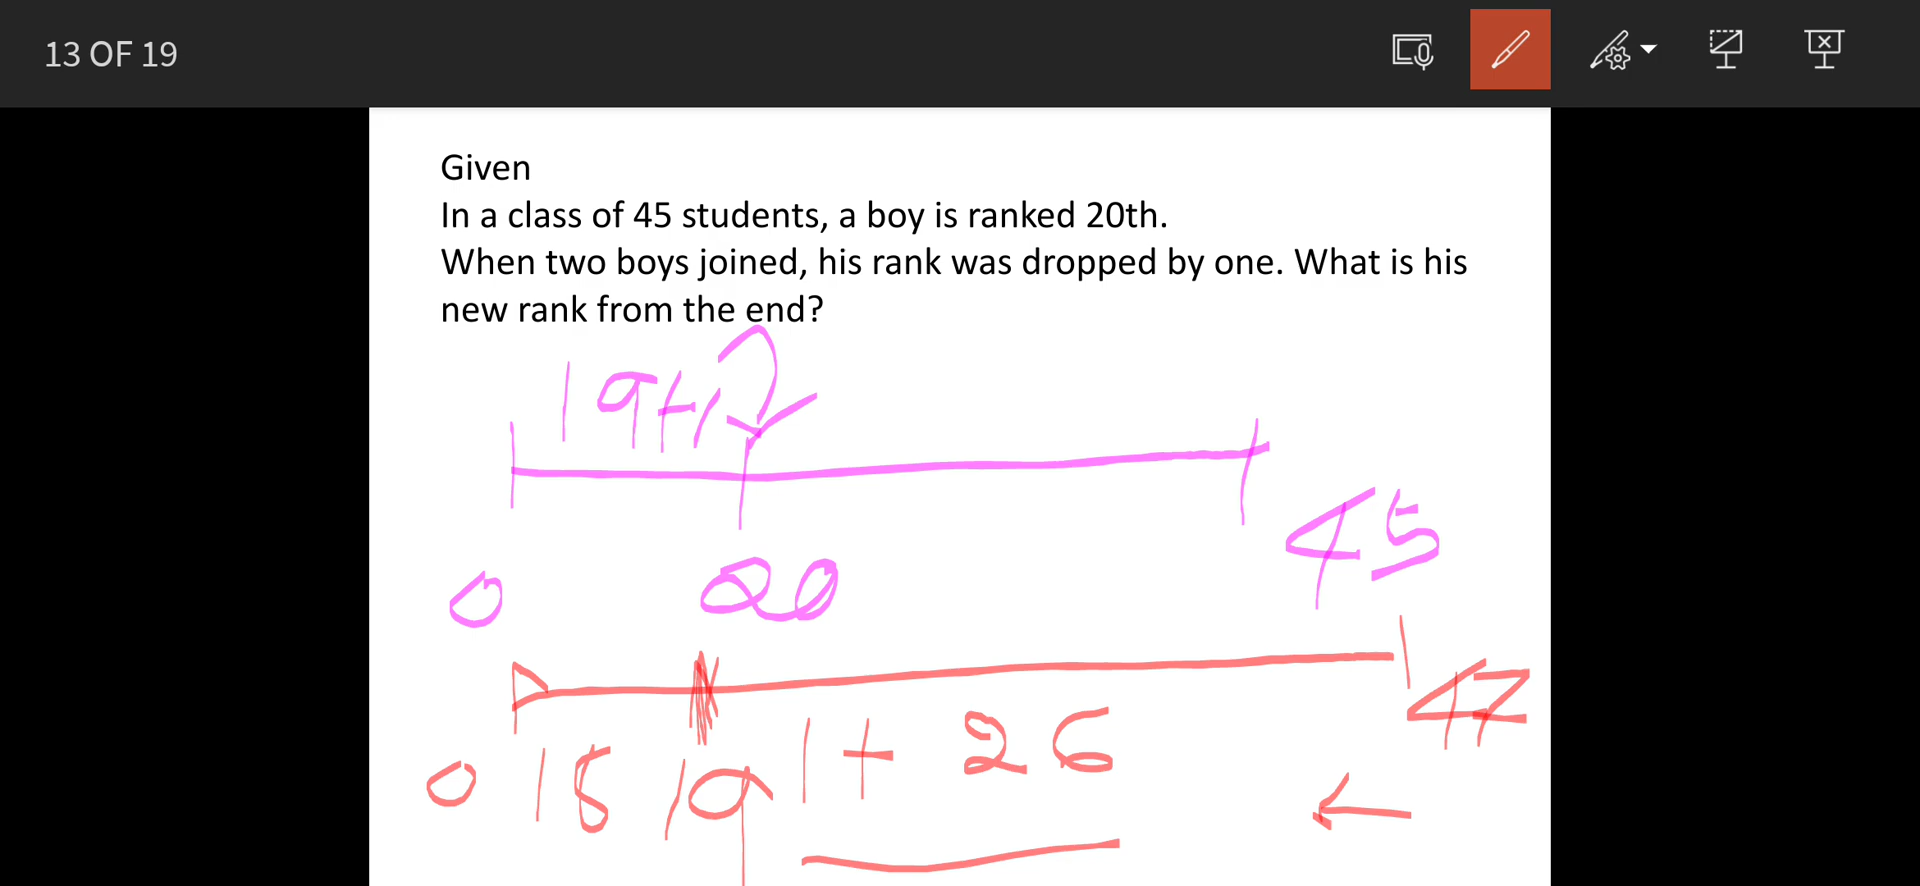 13 OF 19
Given
In a class of 45 students, a boy is ranked 20th.
When two boys joined, his rank was dropped by one. What is his
new rank from the end?
19+1
0 20 45
47
1+ 26
0 18 19